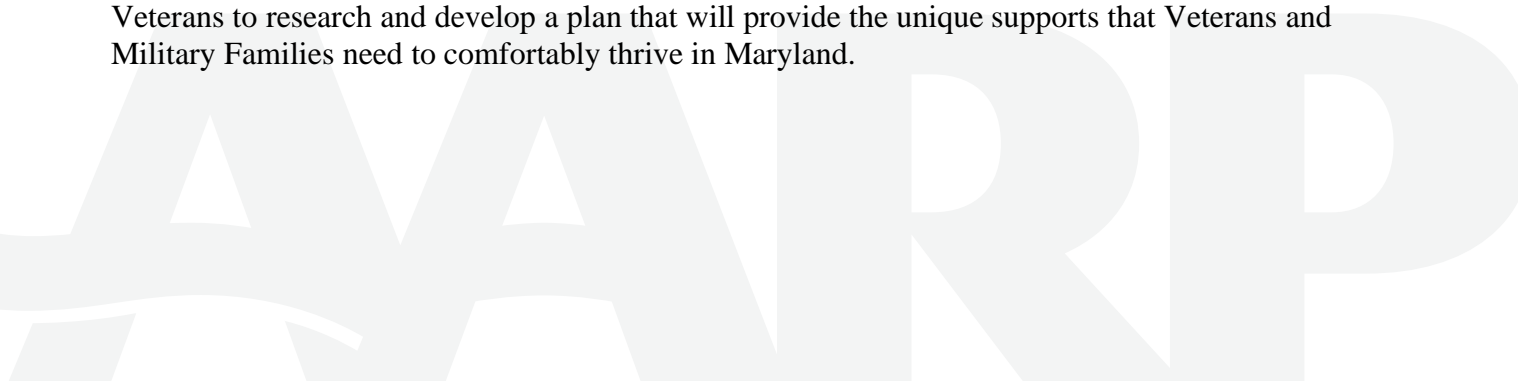 Veterans to research and develop a plan that will provide the unique supports that Veterans and
Military Families need to comfortably thrive in Maryland.
AARP